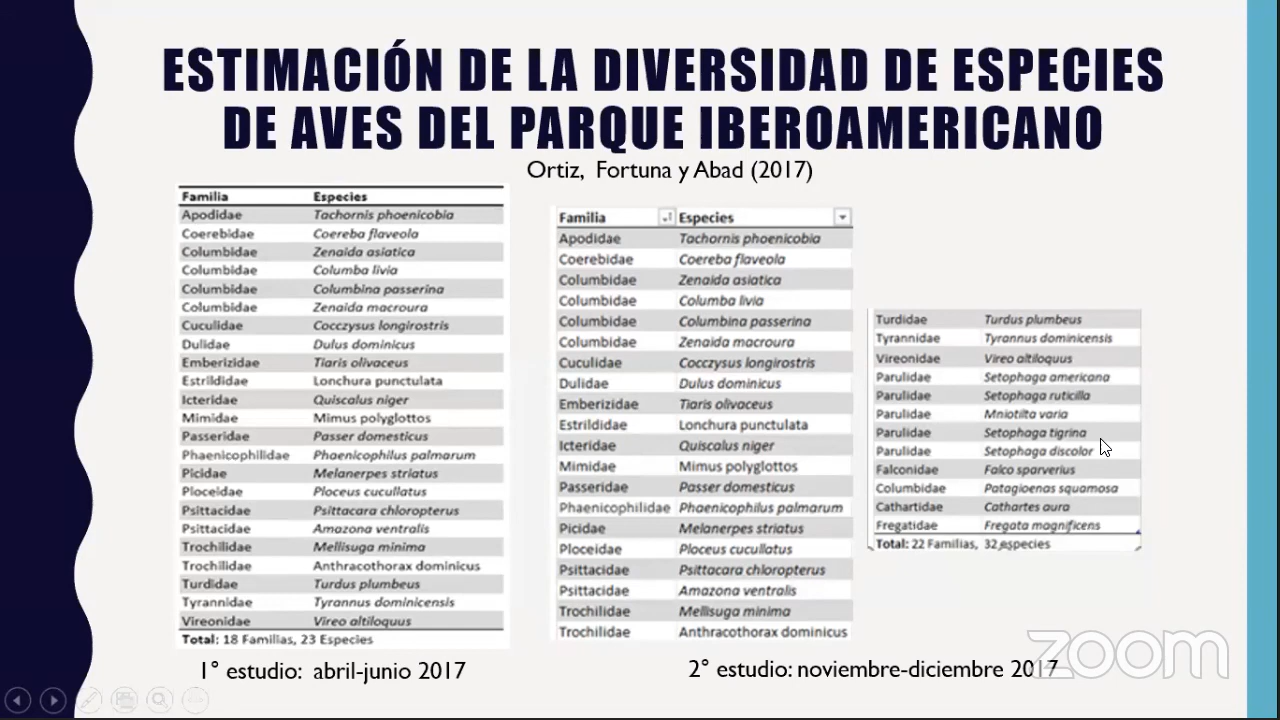 ESTIMACIÓN DE LA DIVERSIDAD DE ESPECIES
DE AVES DEL PARQUE IBEROAMERICANO
Ortiz, Fortuna y Abad (2017)
Familia Especies
Apodidae Tachornis phoenicobia
Coerebidae Coereba flaveola
Columbidae Zenaida asiatica
Columbidae Columba livia
Columbidae Columbina passerina
Columbidae Zenaida macroura
Cuculidae Cocczysus longirostris
Dulidae Dulus dominicus
Emberizidae Tiaris olivaceus
Estrildidae Lonchura punctulata
Icteridae Quiscalus niger
Mimidae Mimus polyglottos
Passeridae Passer domesticus
Phaenicophilidae Phaenicophilus palmarum
Picidae Melanerpes striatus
Ploceidae Ploceus cucullatus
Psittacidae Psittacara chloropterus
Psittacidae Amazona ventralis
Trochilidae Mellisuga minima
Trochilidae Anthracothorax dominicus
Turdidae Turdus plumbeus
Tyrannidae Tyrannus dominicensis
Vireonidae Vireo altiloquus
Total: 18 Familias, 23 Especies
1° estudio: abril-junio 2017
Familia Especies
Apodidae Tachornis phoenicobia
Coerebidae Coereba flaveola
Columbidae Zenaida asiatica
Columbidae Columba livia
Columbidae Columbina passerina
Columbidae Zenaida macroura
Cuculidae Cocczysus longirostris
Dulidae Dulus dominicus
Emberizidae Tiaris olivaceus
Estrildidae Lonchura punctulata
Icteridae Quiscalus niger
Mimidae Mimus polyglottos
Passeridae Passer domesticus
Phaenicophilidae Phaenicophilus palmarum
Picidae Melanerpes striatus
Ploceidae Ploceus cucullatus
Psittacidae Psittacara chloropterus
Psittacidae Amazona ventralis
Trochilidae Mellisuga minima
Trochilidae Anthracothorax dominicus
Turdidae Turdus plumbeus
Tyrannidae Tyrannus dominicensis
Vireonidae Vireo altiloquus
Parulidae Setophaga americana
Parulidae Setophaga ruticilla
Parulidae Mniotilta varia
Parulidae Setophaga tigrina
Parulidae Setophaga discolor
Falconidae Falco sparverius
Columbidae Patagioenas squamosa
Cathartidae Cathartes aura
Fregatidae Fregata magnificens
Total: 22 Familias, 32 especies
2° estudio: noviembre-diciembre 2017
zoom